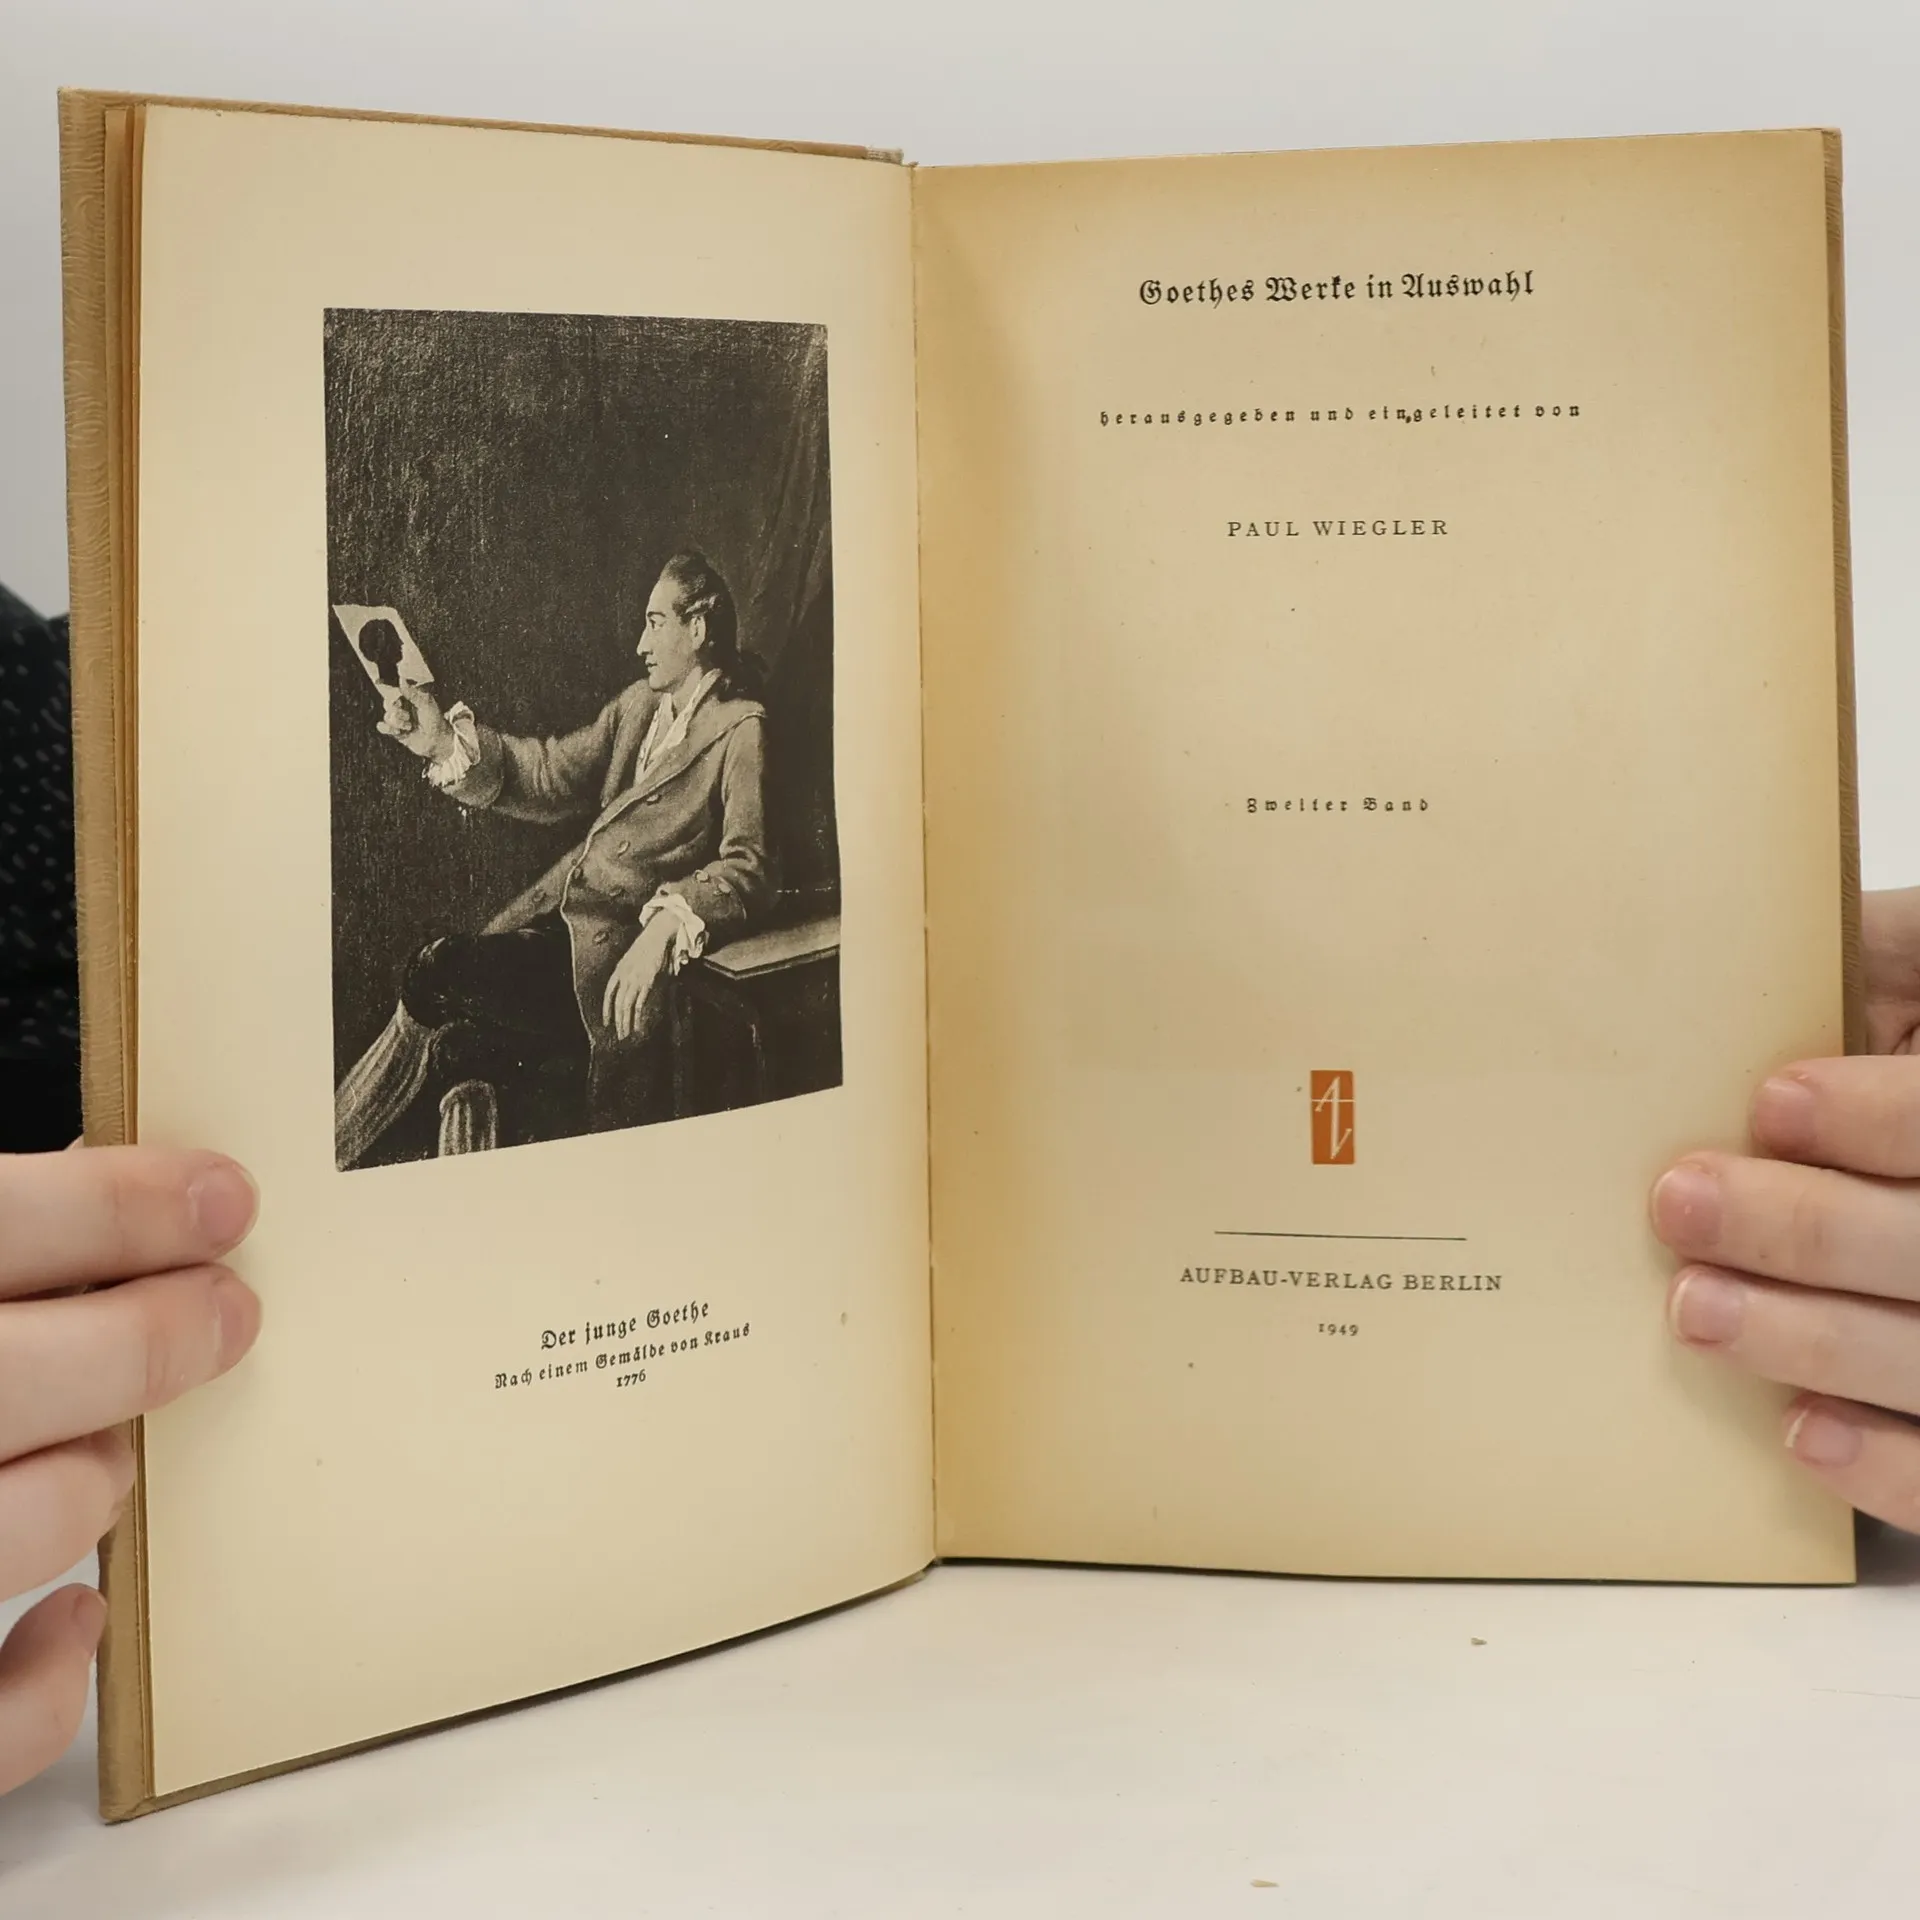 Der junge Goethe
Nach einem Gemälde von Kraus
1776
Goethes Werke in Auswahl
herausgegeben und eingeleitet von
PAUL WIEGLER
Zweiter Band
AV
AUFBAU-VERLAG BERLIN
1949